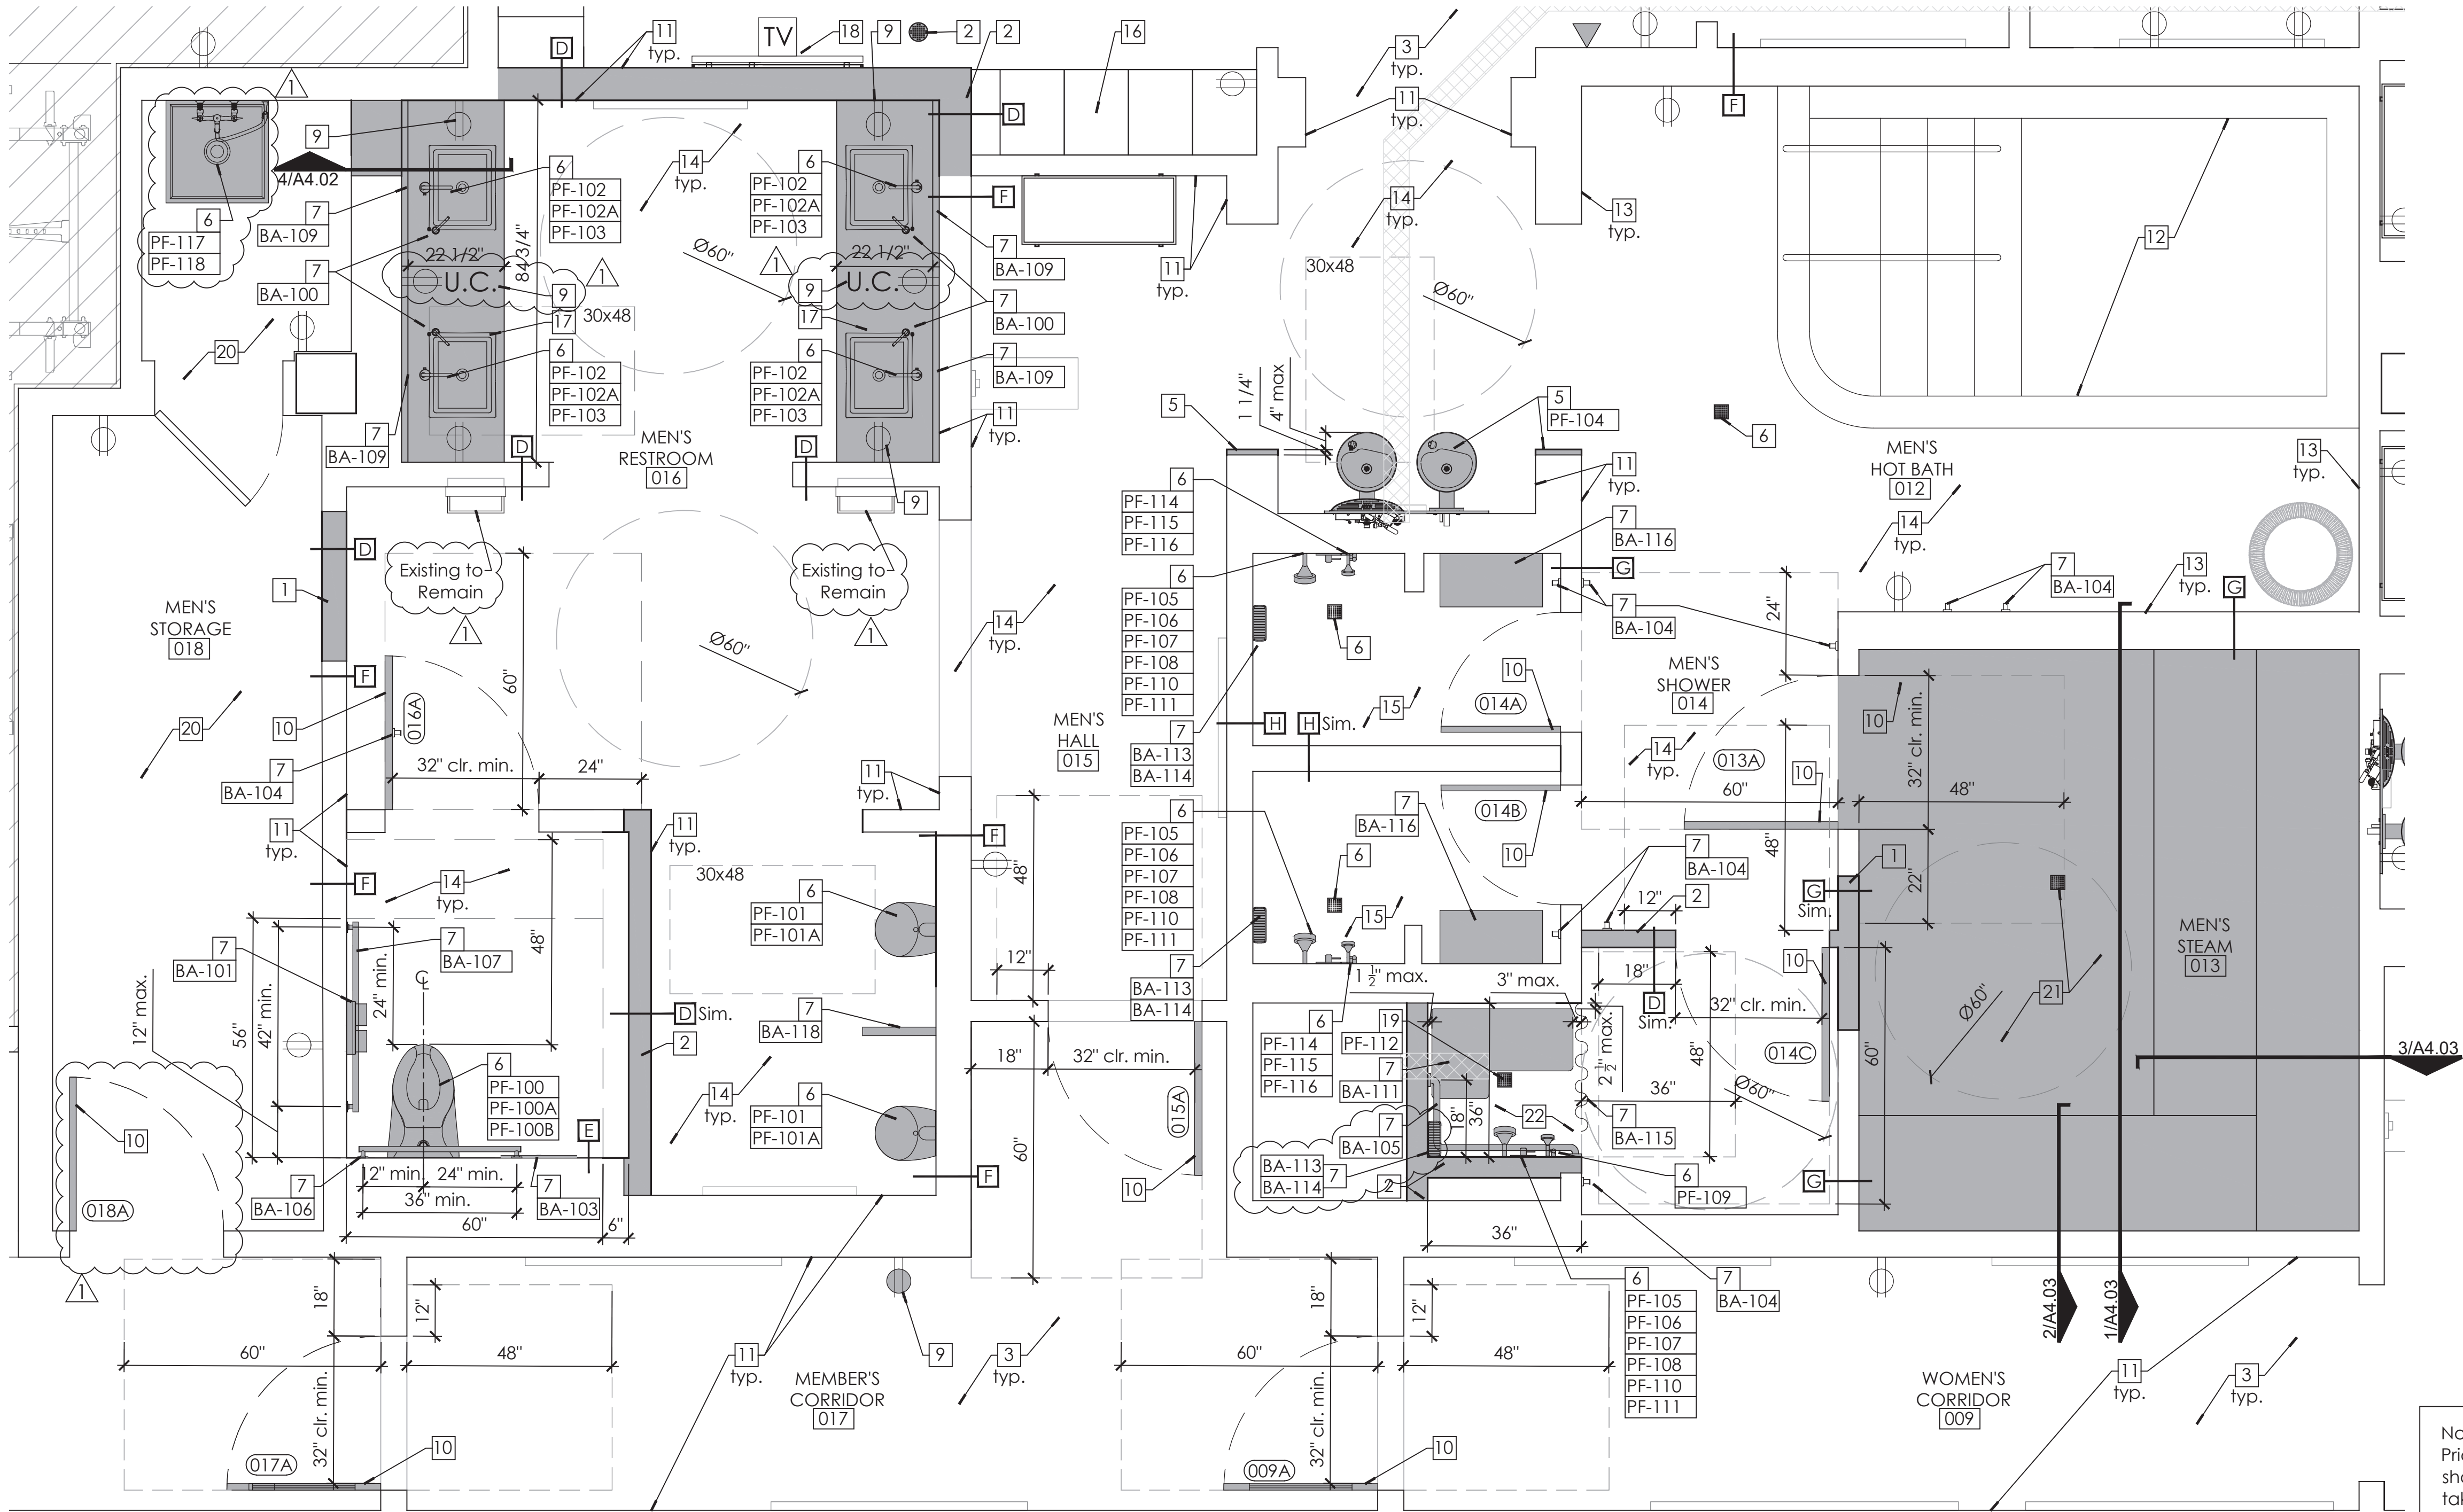 TV
18
9
2
2
16
11
typ.
D
3
typ.
11
typ.
F
1
9
4/A4.02
6
PF-117
PF-118
7
BA-109
7
BA-100
6
PF-102
PF-102A
PF-103
14
typ.
6
PF-102
PF-102A
PF-103
D
F
7
BA-109
11
typ.
14
typ.
13
typ.
12
84 3/4"
22 1/2"
U.C.
9
1
Ø60"
1
22 1/2"
U.C.
9
7
BA-100
30x48
Ø60"
20
17
30x48
17
6
PF-102
PF-102A
PF-103
6
PF-102
PF-102A
PF-103
7
BA-109
7
BA-109
11
typ.
D
MEN'S
RESTROOM
016
D
9
5
1 1/4"
4" max
5
PF-104
6
11
typ.
MEN'S
HOT BATH
012
13
typ.
14
typ.
D
1
Existing to
Remain
1
Existing to
Remain
1
6
PF-114
PF-115
PF-116
7
BA-116
G
7
BA-104
7
BA-104
13
typ.
G
MEN'S
STORAGE
018
F
20
10
016A
60"
Ø60"
14
typ.
6
PF-105
PF-106
PF-107
PF-108
PF-110
PF-111
6
24"
MEN'S
SHOWER
014
10
014A
15
H
H Sim.
MEN'S
HALL
015
7
BA-113
BA-114
10
32" clr. min.
14
typ.
013A
10
7
BA-104
32" clr. min.
24"
11
typ.
11
typ.
11
typ.
F
7
BA-116
014B
10
60"
48"
6
PF-105
PF-106
PF-107
PF-108
PF-110
PF-111
6
15
7
BA-104
48"
22"
1
G
Sim.
12"
2
F
14
typ.
30x48
6
PF-101
PF-101A
48"
12"
7
BA-113
BA-114
MEN'S
STEAM
013
21
Ø60"
7
BA-101
7
BA-107
48"
24" min.
12" max.
56"
42" min.
D Sim.
2
7
BA-118
1 1/2" max.
3" max.
18"
D
Sim.
10
32" clr. min.
014C
60"
3/A4.03
6
PF-100
PF-100A
PF-100B
14
typ.
6
PF-101
PF-101A
18"
32" clr. min.
015A
60"
10
6
PF-114
PF-115
PF-116
19
PF-112
7
BA-111
7
BA-105
18"
36"
22
2 1/2" max.
48"
36"
Ø60"
7
BA-115
BA-113
BA-114
7
2
6
PF-109
G
10
018A
1
E
12" min.
24" min.
36" min.
60"
6"
7
BA-106
7
BA-103
F
36"
6
PF-105
PF-106
PF-107
PF-108
PF-110
PF-111
7
BA-104
2/A4.03
1/A4.03
18"
12"
60"
48"
32" clr. min.
017A
10
11
typ.
MEMBER'S
CORRIDOR
017
9
3
typ.
18"
12"
60"
48"
32" clr. min.
009A
10
WOMEN'S
CORRIDOR
009
11
typ.
3
typ.